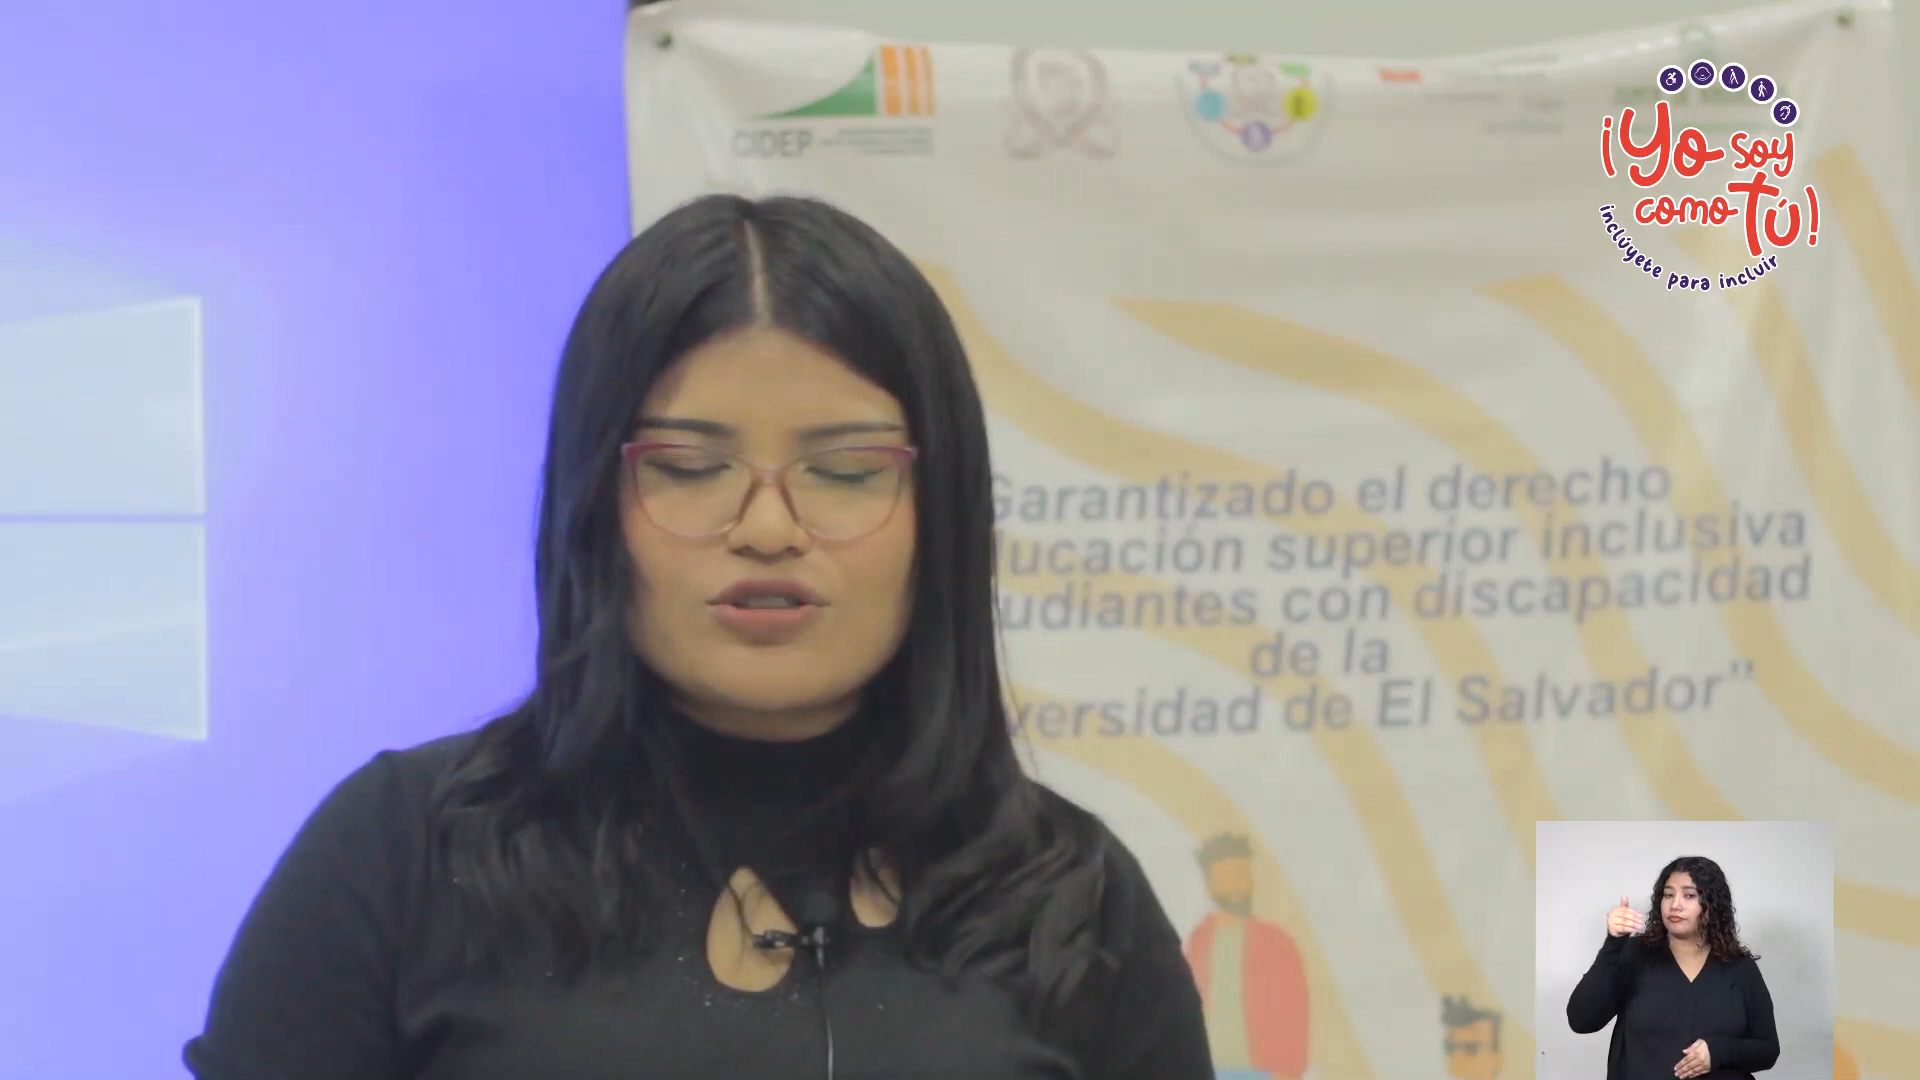 CIDEP
¡Yo soy
como tú!
inclúyete para incluir
Garantizado el derecho
ucación superior inclusiva
udiantes con discapacidad
de la
versidad de El Salvador"